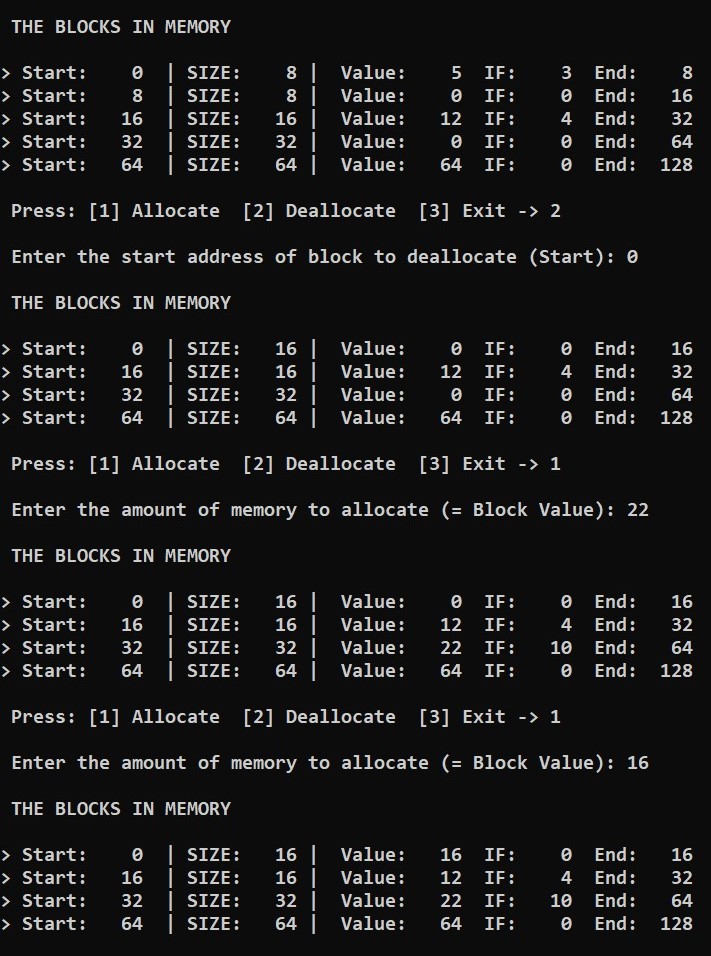 THE BLOCKS IN MEMORY
> Start:    0  | SIZE:    8 |  Value:    5  IF:    3  End:    8
> Start:    8  | SIZE:    8 |  Value:    0  IF:    0  End:   16
> Start:   16  | SIZE:   16 |  Value:   12  IF:    4  End:   32
> Start:   32  | SIZE:   32 |  Value:    0  IF:    0  End:   64
> Start:   64  | SIZE:   64 |  Value:   64  IF:    0  End:  128
Press: [1] Allocate  [2] Deallocate  [3] Exit -> 2
Enter the start address of block to deallocate (Start): 0
THE BLOCKS IN MEMORY
> Start:    0  | SIZE:   16 |  Value:    0  IF:    0  End:   16
> Start:   16  | SIZE:   16 |  Value:   12  IF:    4  End:   32
> Start:   32  | SIZE:   32 |  Value:    0  IF:    0  End:   64
> Start:   64  | SIZE:   64 |  Value:   64  IF:    0  End:  128
Press: [1] Allocate  [2] Deallocate  [3] Exit -> 1
Enter the amount of memory to allocate (= Block Value): 22
THE BLOCKS IN MEMORY
> Start:    0  | SIZE:   16 |  Value:    0  IF:    0  End:   16
> Start:   16  | SIZE:   16 |  Value:   12  IF:    4  End:   32
> Start:   32  | SIZE:   32 |  Value:   22  IF:   10  End:   64
> Start:   64  | SIZE:   64 |  Value:   64  IF:    0  End:  128
Press: [1] Allocate  [2] Deallocate  [3] Exit -> 1
Enter the amount of memory to allocate (= Block Value): 16
THE BLOCKS IN MEMORY
> Start:    0  | SIZE:   16 |  Value:   16  IF:    0  End:   16
> Start:   16  | SIZE:   16 |  Value:   12  IF:    4  End:   32
> Start:   32  | SIZE:   32 |  Value:   22  IF:   10  End:   64
> Start:   64  | SIZE:   64 |  Value:   64  IF:    0  End:  128